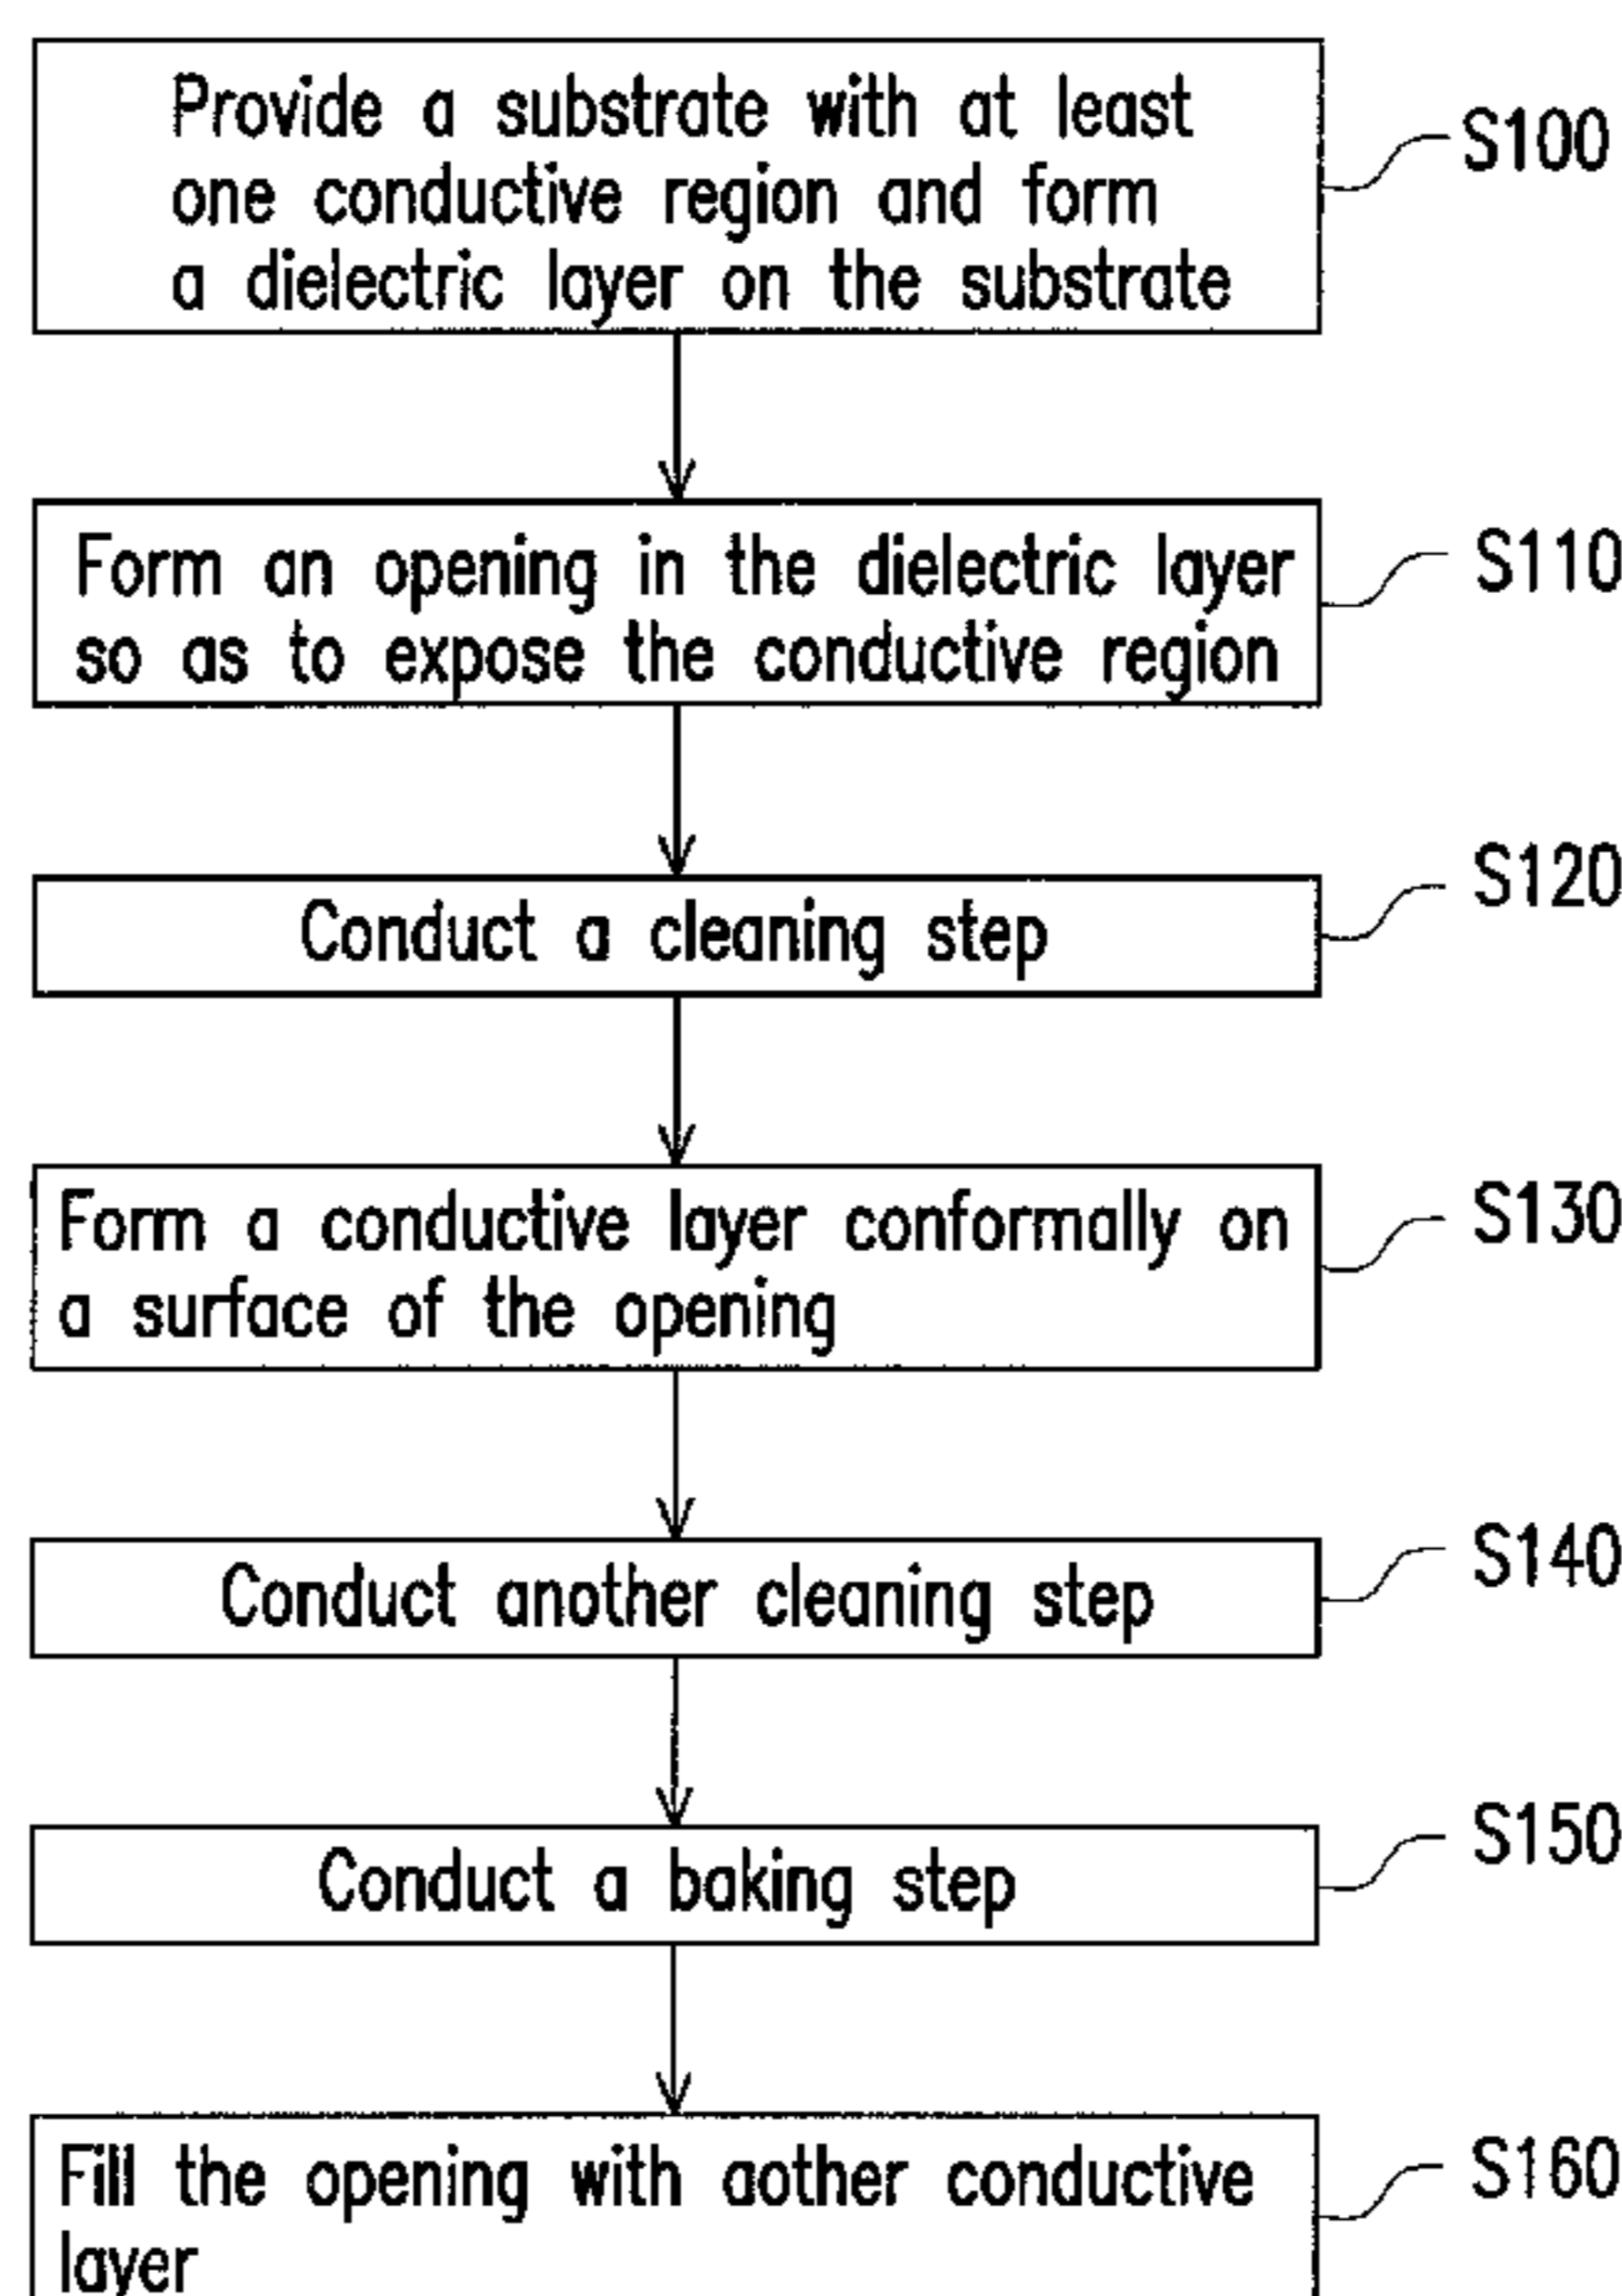 Provide a substrate with at least
one conductive region and form
a dielectric layer on the substrate
S100
Form an opening in the dielectric layer
so as to expose the conductive region
S110
Conduct a cleaning step
S120
Form a conductive layer conformally on
a surface of the opening
S130
Conduct another cleaning step
S140
Conduct a baking step
S150
Fill the opening with aother conductive
layer
S160